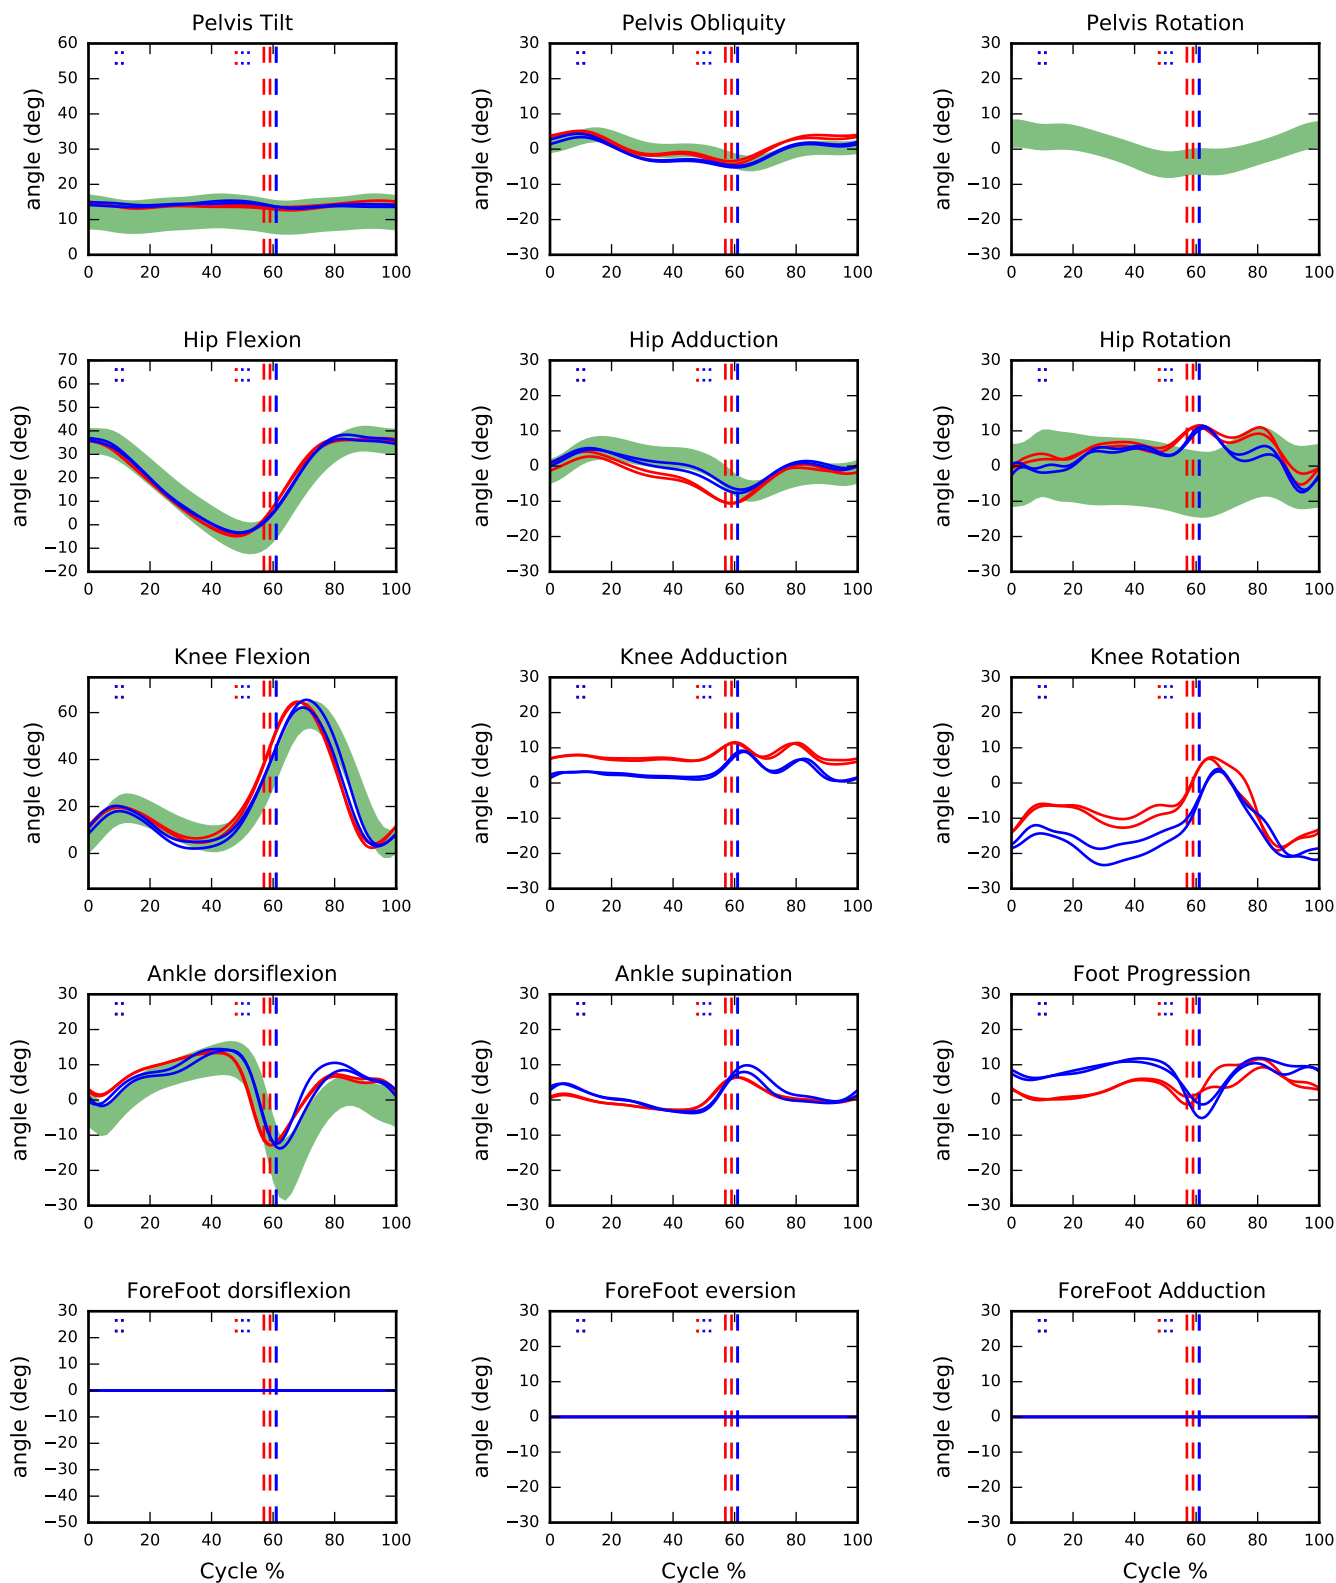 Pelvis Tilt Pelvis Obliquity Pelvis Rotation
60 30 30
50 20 20
40 10 10
30 0 0
20 −10 −10
10 −20 −20
0 −30 −30
angle (deg) angle (deg) angle (deg)
0 20 40 60 80 100 0 20 40 60 80 100 0 20 40 60 80 100
Hip Flexion Hip Adduction Hip Rotation
70 30 30
60 20 20
50 10 10
40 0 0
30 −10 −10
20 −20 −20
10 −30 −30
0
−10
−20
angle (deg) angle (deg) angle (deg)
0 20 40 60 80 100 0 20 40 60 80 100 0 20 40 60 80 100
Knee Flexion Knee Adduction Knee Rotation
60 30 30
40 20 20
20 10 10
0 0 0
−10 −10
−20 −20
−30 −30
angle (deg) angle (deg) angle (deg)
0 20 40 60 80 100 0 20 40 60 80 100 0 20 40 60 80 100
Ankle dorsiflexion Ankle supination Foot Progression
30 30 30
20 20 20
10 10 10
0 0 0
−10 −10 −10
−20 −20 −20
−30 −30 −30
angle (deg) angle (deg) angle (deg)
0 20 40 60 80 100 0 20 40 60 80 100 0 20 40 60 80 100
ForeFoot dorsiflexion ForeFoot eversion ForeFoot Adduction
30 30 30
20 20 20
10 10 10
0 0 0
−10 −10 −10
−20 −20 −20
−30 −30 −30
−40
−50
angle (deg) angle (deg) angle (deg)
0 20 40 60 80 100 0 20 40 60 80 100 0 20 40 60 80 100
Cycle % Cycle % Cycle %